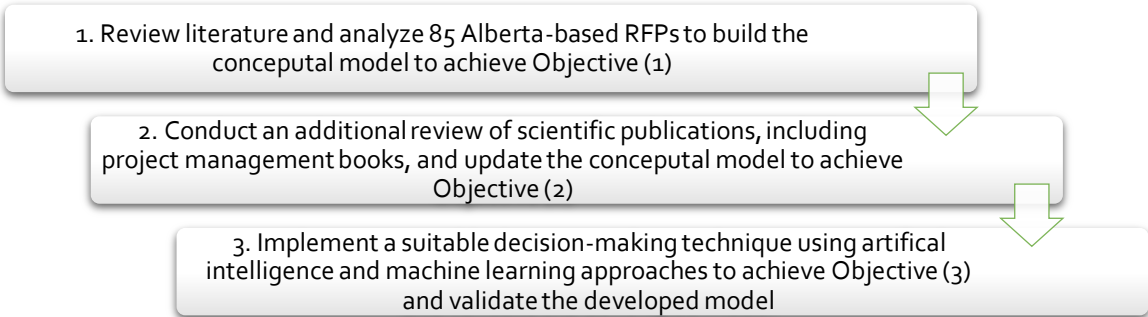 1. Review literature and analyze 85 Alberta-based RFPs to build the
conceputal model to achieve Objective (1)
2. Conduct an additional review of scientific publications, including
project management books, and update the conceputal model to achieve
Objective (2)
3. Implement a suitable decision-making technique using artifical
intelligence and machine learning approaches to achieve Objective (3)
and validate the developed model